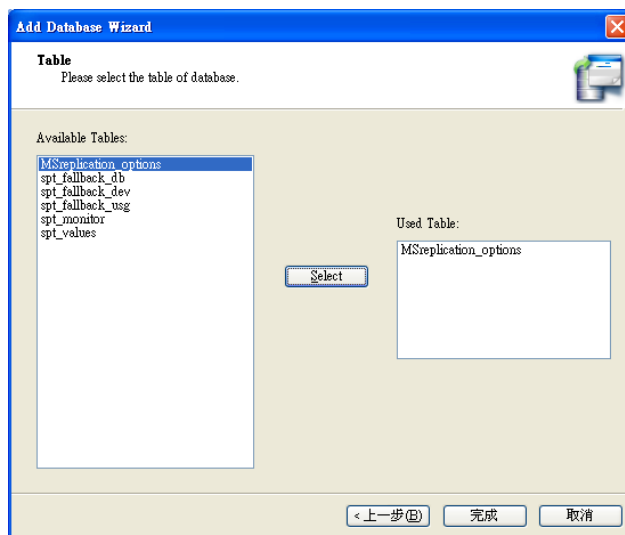 Add Database Wizard
Table
Please select the table of database.
Available Tables:
MSreplication_options
spt_fallback_db
spt_fallback_dev
spt_fallback_usg
spt_monitor
spt_values
Select
Used Table:
MSreplication_options
<上一步(B)
完成
取消